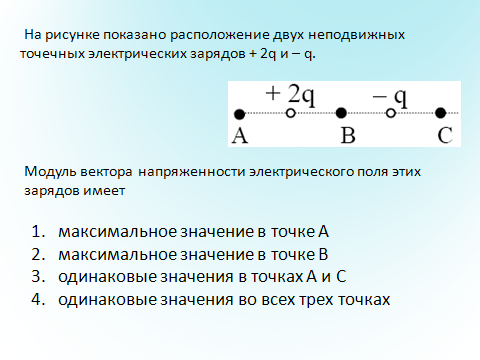 На рисунке показано расположение двух неподвижных
точечных электрических зарядов + 2q и – q.
+ 2q – q
A B C
Модуль вектора напряженности электрического поля этих
зарядов имеет
1. максимальное значение в точке А
2. максимальное значение в точке В
3. одинаковые значения в точках А и С
4. одинаковые значения во всех трех точках